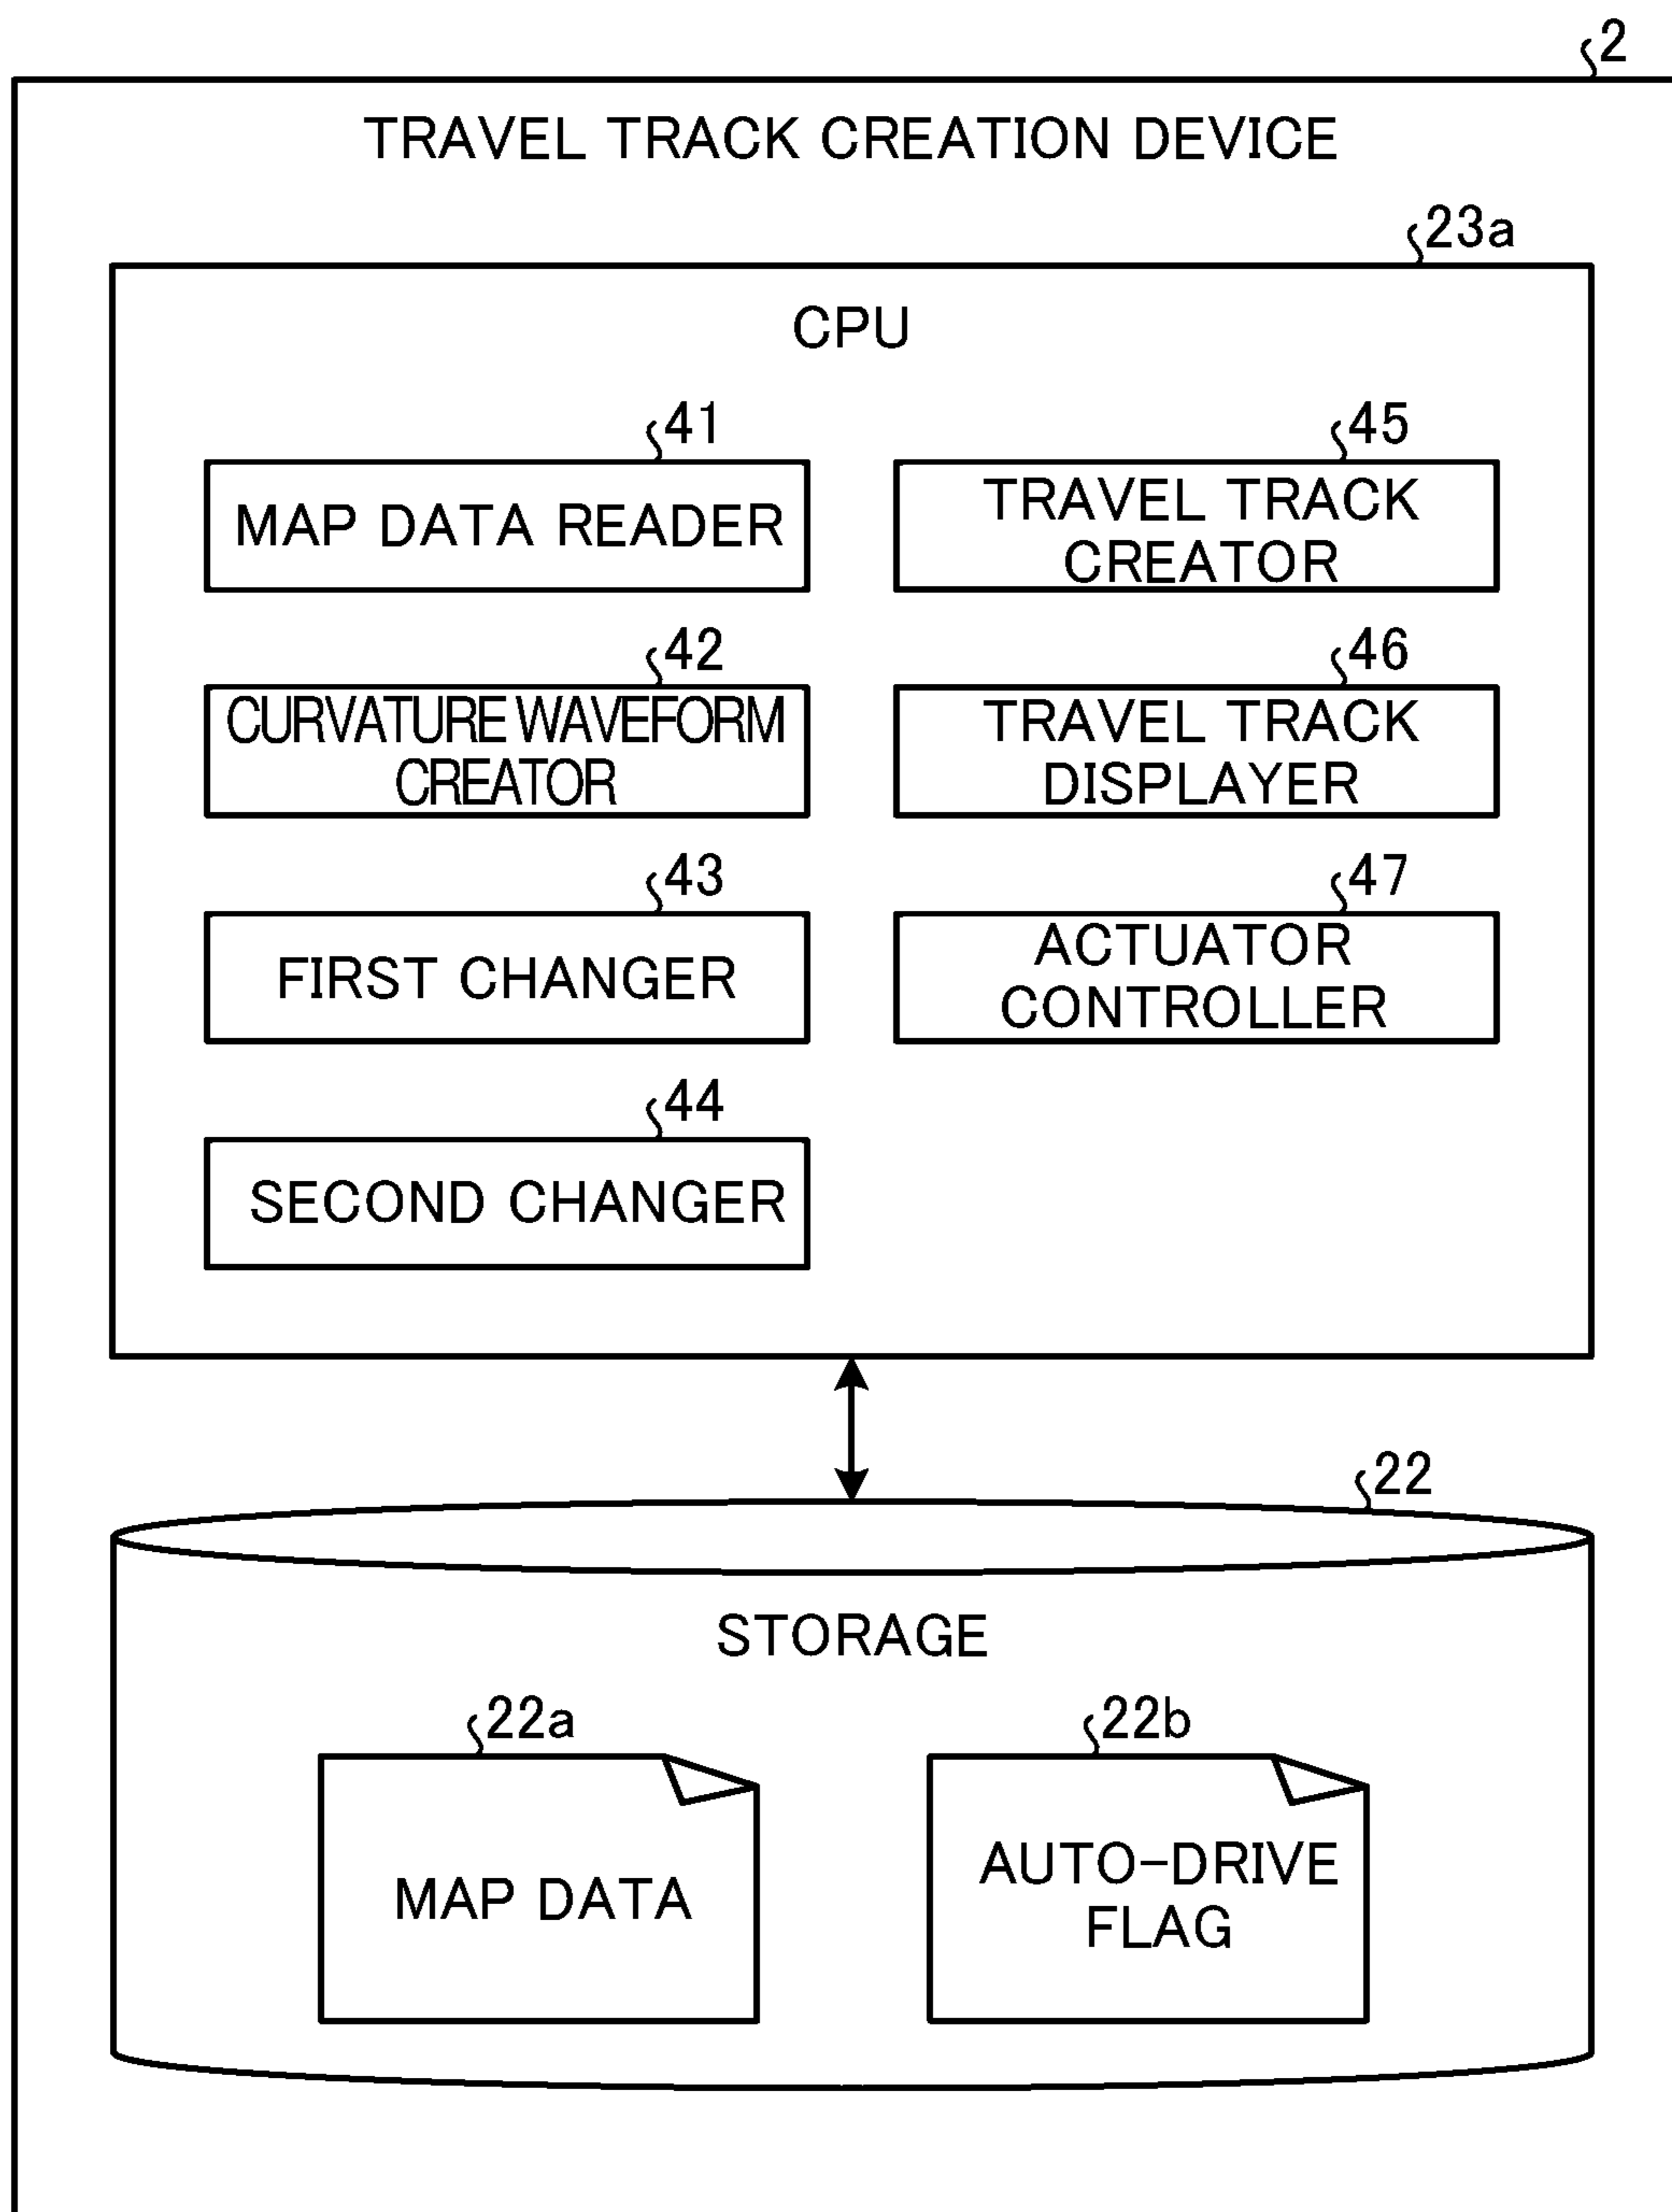 2
TRAVEL TRACK CREATION DEVICE
23a
CPU
41
MAP DATA READER
42
CURVATURE WAVEFORM
CREATOR
43
FIRST CHANGER
44
SECOND CHANGER
45
TRAVEL TRACK
CREATOR
46
TRAVEL TRACK
DISPLAYER
47
ACTUATOR
CONTROLLER
22
STORAGE
22a
MAP DATA
22b
AUTO-DRIVE
FLAG